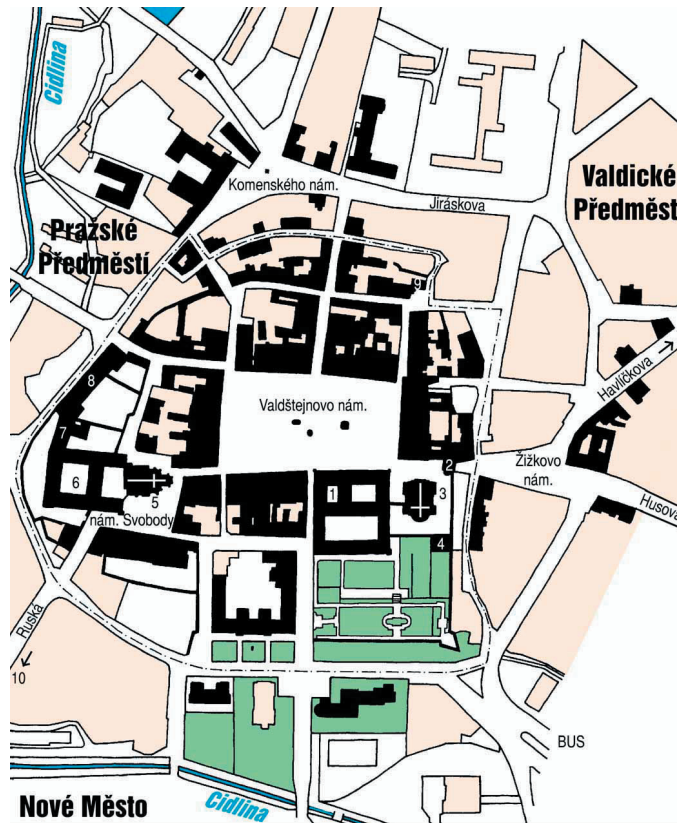 Cidlina
Komenského nám.
Valdické
Předměstí
Jiráskova
Pražské
Předměstí
9
Havlíčkova
8
Valdštejnovo nám.
7
2
Žižkovo
nám.
6
5
1
3
Husova
nám. Svobody
4
Ruská
10
BUS
Nové Město
Cidlina